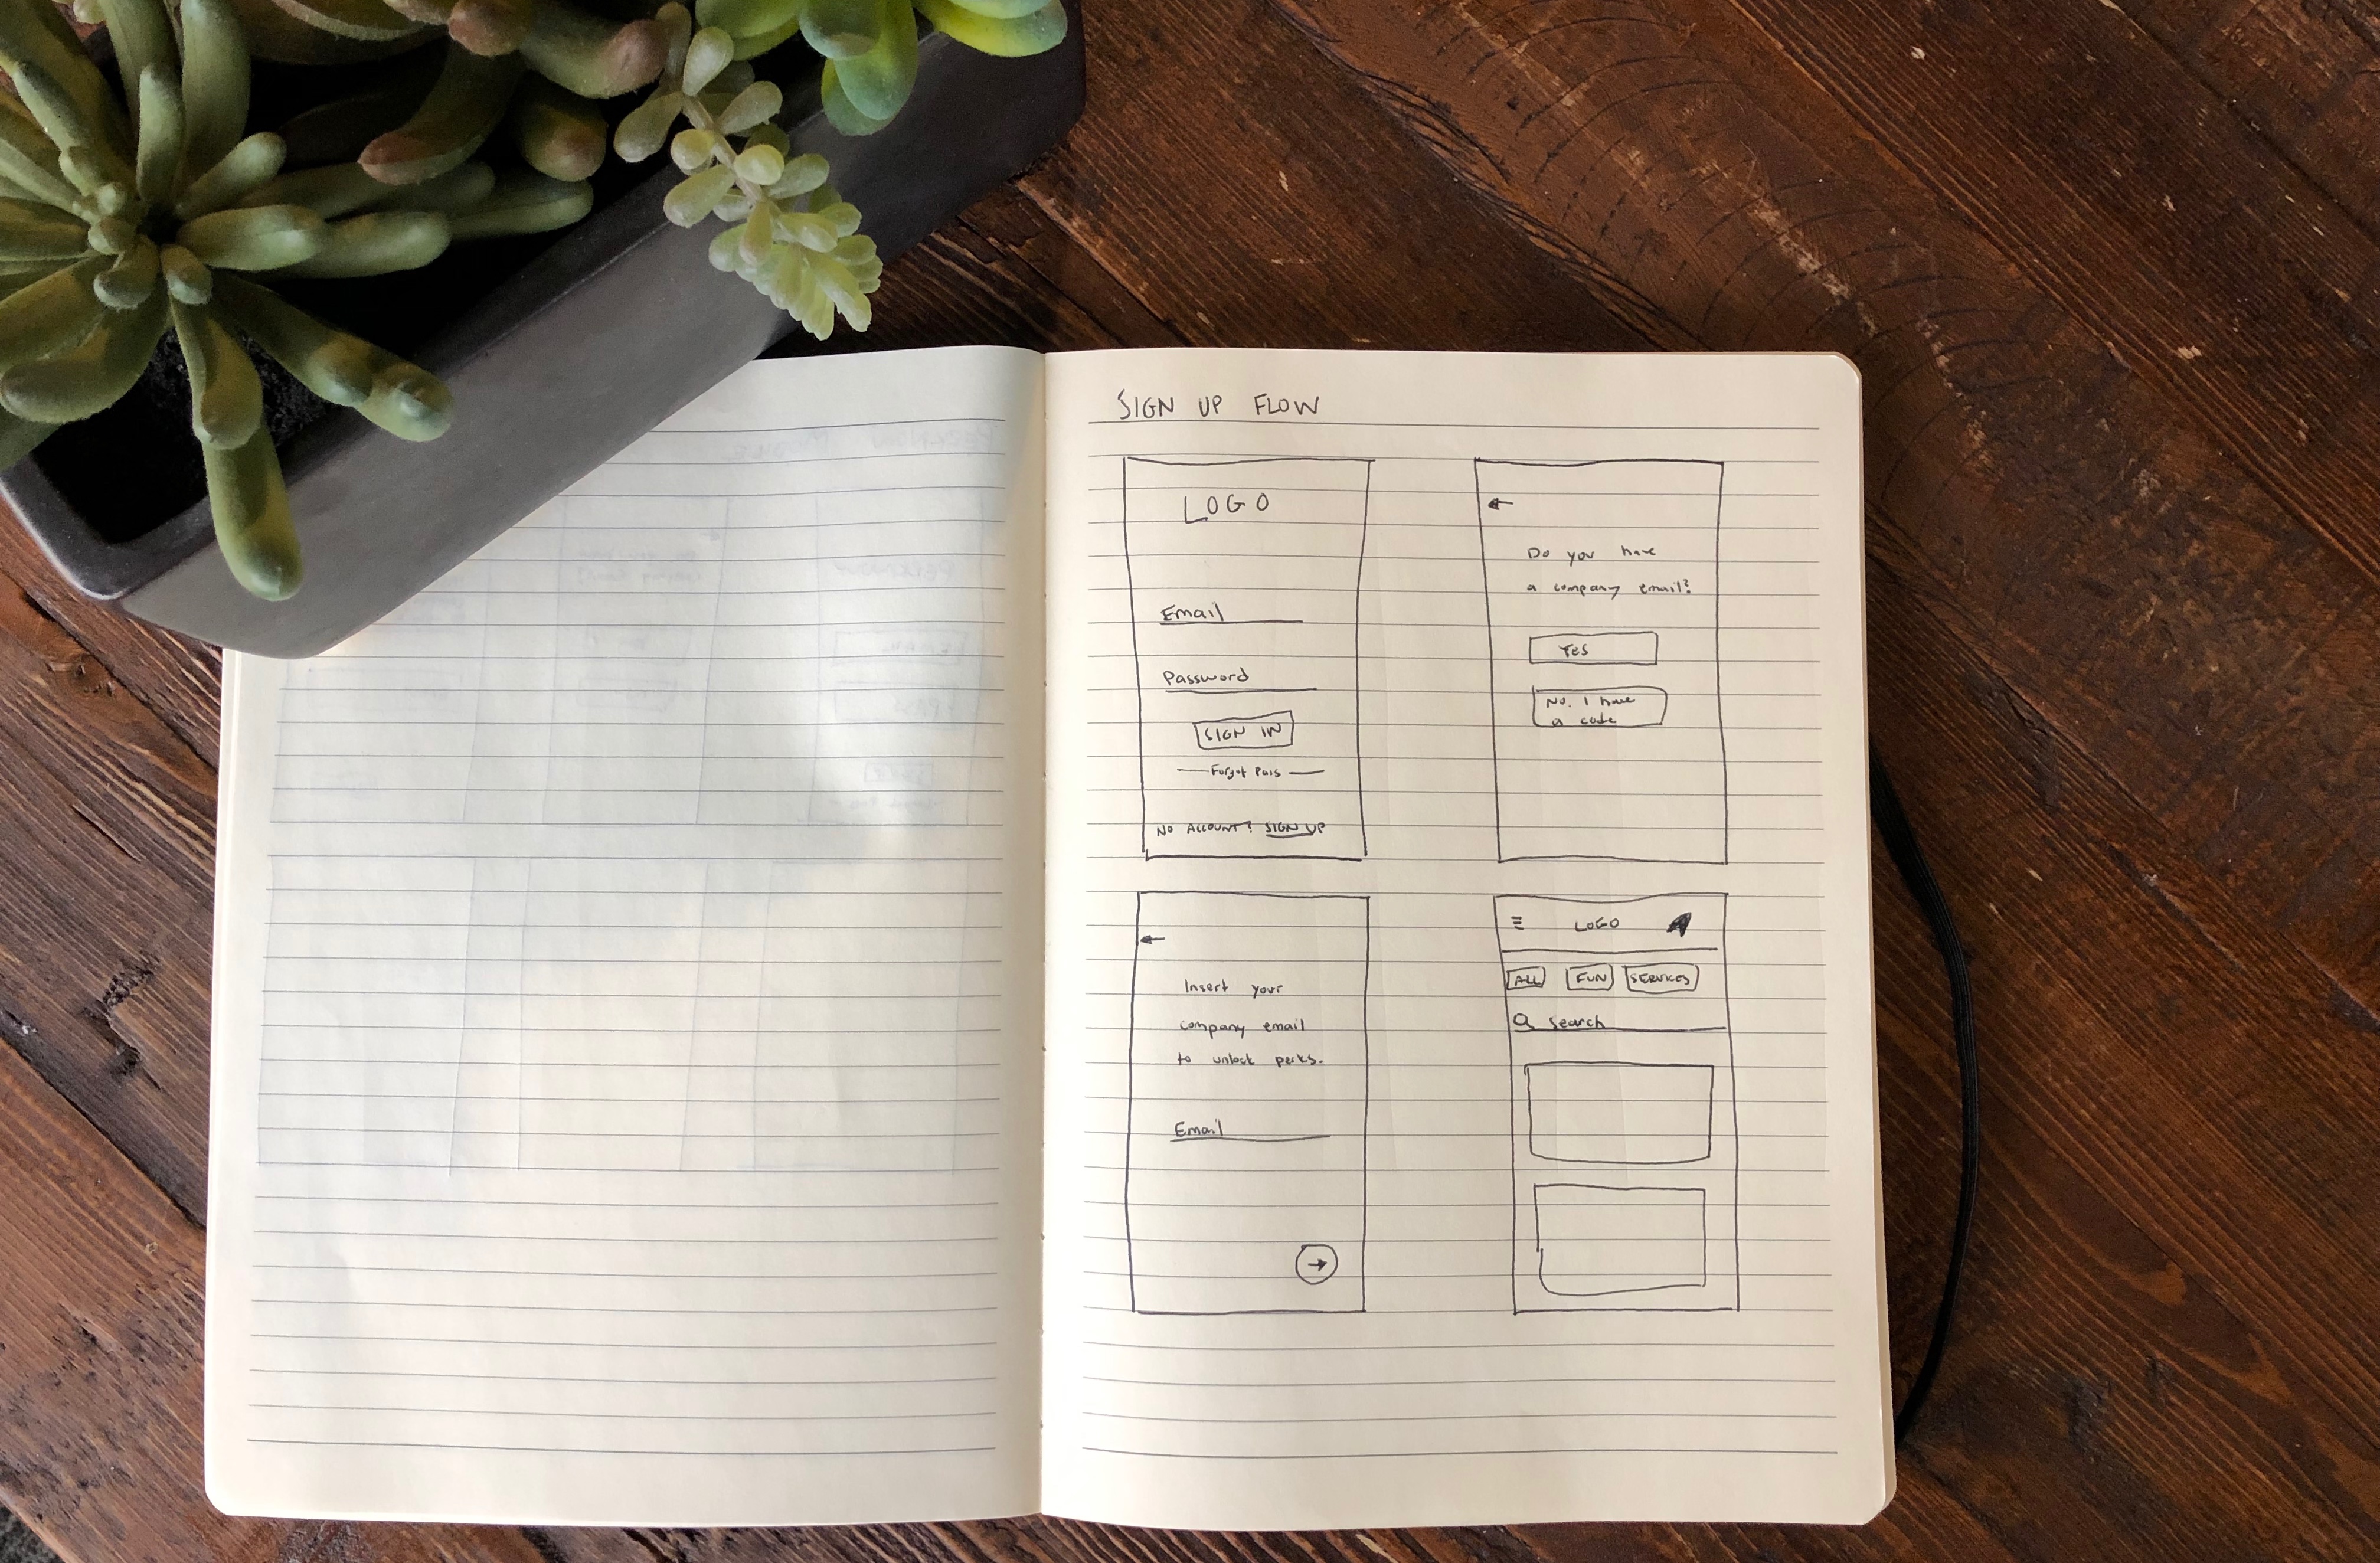 SIGN UP FLOW
LOGO
Email
Password
SIGN IN
Forgot Pass
NO ACCOUNT? SIGN UP
Do you have
a company email?
Yes
No. I have
a code
Insert your
company email
to unlock perks.
Email
LOGO
ALL FUN SERVICES
Search